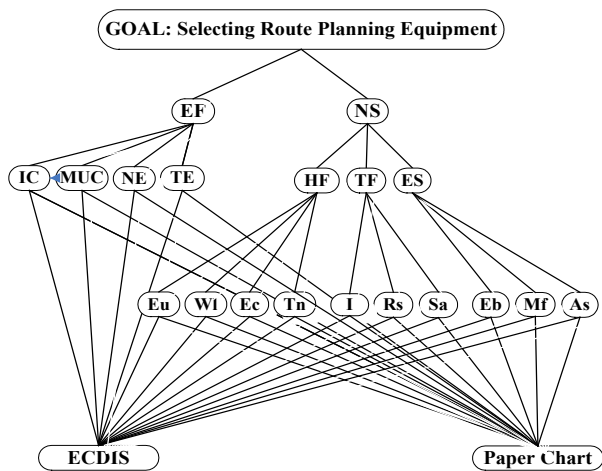 GOAL: Selecting Route Planning Equipment
EF NS
IC MUC NE TE HF TF ES
Eu Wl Ec Tn I Rs Sa Eb Mf As
ECDIS Paper Chart